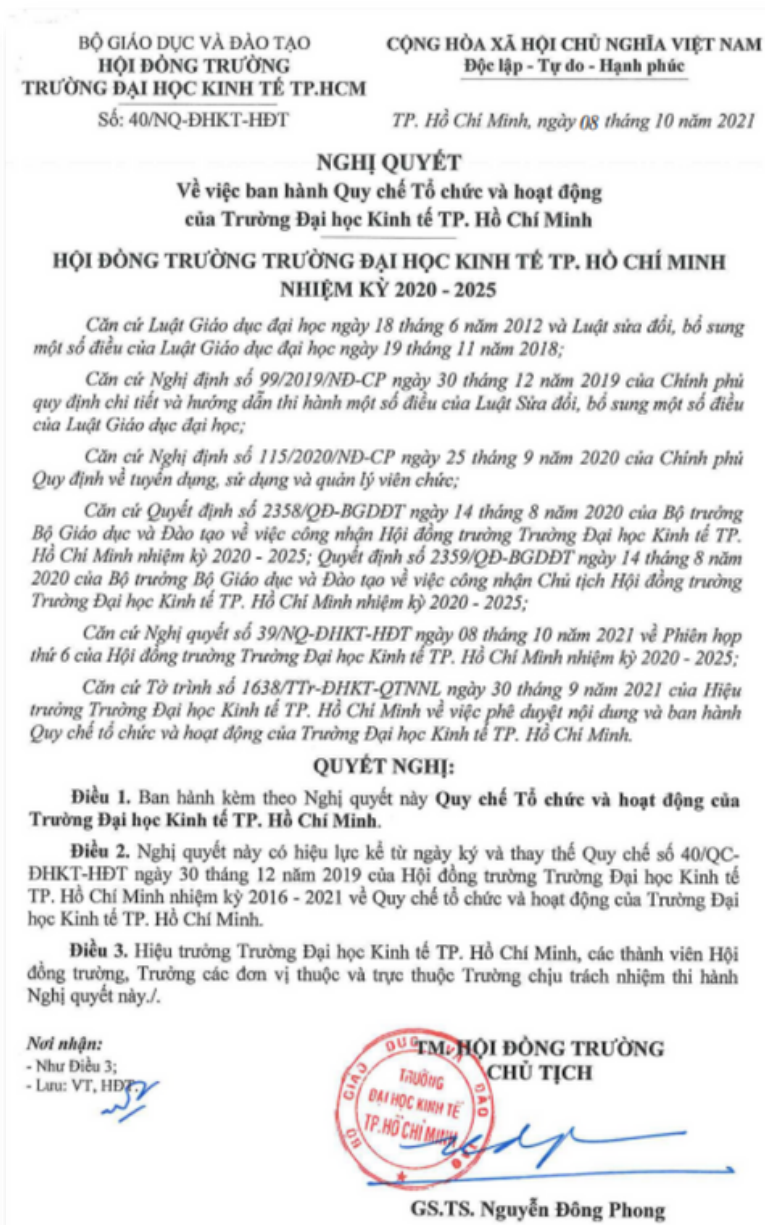 BỘ GIÁO DỤC VÀ ĐÀO TẠO
HỘI ĐỒNG TRƯỜNG
TRƯỜNG ĐẠI HỌC KINH TẾ TP.HCM
Số: 40/NQ-ĐHKT-HĐT
CỘNG HÒA XÃ HỘI CHỦ NGHĨA VIỆT NAM
Độc lập - Tự do - Hạnh phúc
TP. Hồ Chí Minh, ngày 08 tháng 10 năm 2021
NGHỊ QUYẾT
Về việc ban hành Quy chế Tổ chức và hoạt động
của Trường Đại học Kinh tế TP. Hồ Chí Minh
HỘI ĐỒNG TRƯỜNG TRƯỜNG ĐẠI HỌC KINH TẾ TP. HỒ CHÍ MINH
NHIỆM KỲ 2020 - 2025
Căn cứ Luật Giáo dục đại học ngày 18 tháng 6 năm 2012 và Luật sửa đổi, bổ sung
một số điều của Luật Giáo dục đại học ngày 19 tháng 11 năm 2018;
Căn cứ Nghị định số 99/2019/NĐ-CP ngày 30 tháng 12 năm 2019 của Chính phủ
quy định chi tiết và hướng dẫn thi hành một số điều của Luật Sửa đổi, bổ sung một số điều
của Luật Giáo dục đại học;
Căn cứ Nghị định số 115/2020/NĐ-CP ngày 25 tháng 9 năm 2020 của Chính phủ
Quy định về tuyển dụng, sử dụng và quản lý viên chức;
Căn cứ Quyết định số 2358/QĐ-BGDĐT ngày 14 tháng 8 năm 2020 của Bộ trưởng
Bộ Giáo dục và Đào tạo về việc công nhận Hội đồng trường Trường Đại học Kinh tế TP.
Hồ Chí Minh nhiệm kỳ 2020 - 2025; Quyết định số 2359/QĐ-BGDĐT ngày 14 tháng 8 năm
2020 của Bộ trưởng Bộ Giáo dục và Đào tạo về việc công nhận Chủ tịch Hội đồng trường
Trường Đại học Kinh tế TP. Hồ Chí Minh nhiệm kỳ 2020 - 2025;
Căn cứ Nghị quyết số 39/NQ-ĐHKT-HĐT ngày 08 tháng 10 năm 2021 về Phiên họp
thứ 6 của Hội đồng trường Trường Đại học Kinh tế TP. Hồ Chí Minh nhiệm kỳ 2020 - 2025;
Căn cứ Tờ trình số 1638/TTr-ĐHKT-QTNNL ngày 30 tháng 9 năm 2021 của Hiệu
trưởng Trường Đại học Kinh tế TP. Hồ Chí Minh về việc phê duyệt nội dung và ban hành
Quy chế tổ chức và hoạt động của Trường Đại học Kinh tế TP. Hồ Chí Minh.
QUYẾT NGHỊ:
Điều 1. Ban hành kèm theo Nghị quyết này Quy chế Tổ chức và hoạt động của
Trường Đại học Kinh tế TP. Hồ Chí Minh.
Điều 2. Nghị quyết này có hiệu lực kể từ ngày ký và thay thế Quy chế số 40/QC-
ĐHKT-HĐT ngày 30 tháng 12 năm 2019 của Hội đồng trường Trường Đại học Kinh tế
TP. Hồ Chí Minh nhiệm kỳ 2016 - 2021 về Quy chế tổ chức và hoạt động của Trường Đại
học Kinh tế TP. Hồ Chí Minh.
Điều 3. Hiệu trưởng Trường Đại học Kinh tế TP. Hồ Chí Minh, các thành viên Hội
đồng trường, Trưởng các đơn vị thuộc và trực thuộc Trường chịu trách nhiệm thi hành
Nghị quyết này./.
Nơi nhận:
- Như Điều 3;
- Lưu: VT, HĐT.
TM. HỘI ĐỒNG TRƯỜNG
CHỦ TỊCH
BỘ GIÁO DỤC VÀ ĐÀO TẠO
TRƯỜNG
ĐẠI HỌC KINH TẾ
TP.HỒ CHÍ MINH
GS.TS. Nguyễn Đông Phong